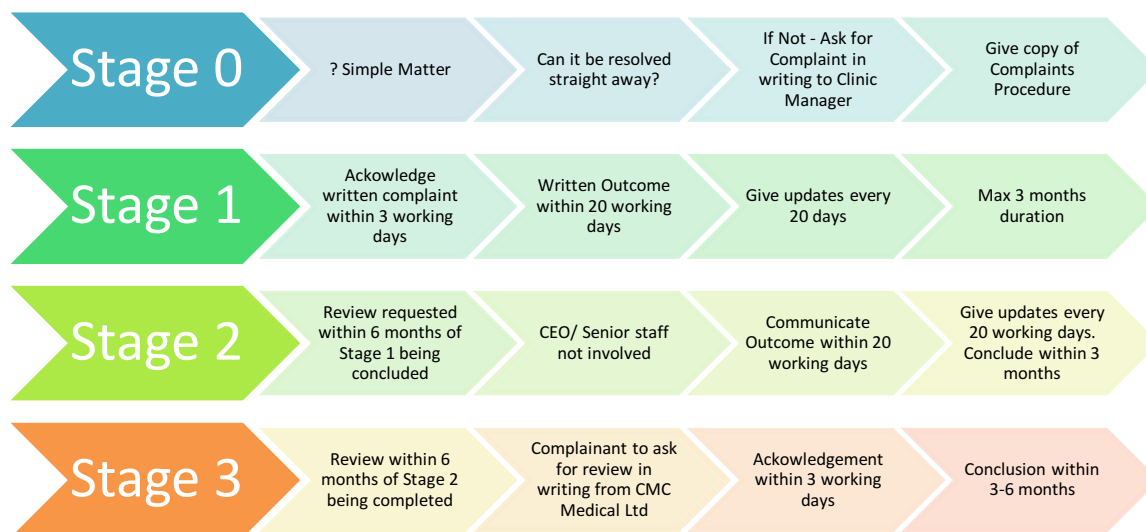 Stage 0
? Simple Matter
Can it be resolved
straight away?
If Not - Ask for
Complaint in
writing to Clinic
Manager
Give copy of
Complaints
Procedure
Stage 1
Ackowledge
written complaint
within 3 working
days
Written Outcome
within 20 working
days
Give updates every
20 days
Max 3 months
duration
Stage 2
Review requested
within 6 months of
Stage 1 being
concluded
CEO/ Senior staff
not involved
Communicate
Outcome within 20
working days
Give updates every
20 working days.
Conclude within 3
months
Stage 3
Review within 6
months of Stage 2
being completed
Complainant to ask
for review in
writing from CMC
Medical Ltd
Ackowledgement
within 3 working
days
Conclusion within
3-6 months